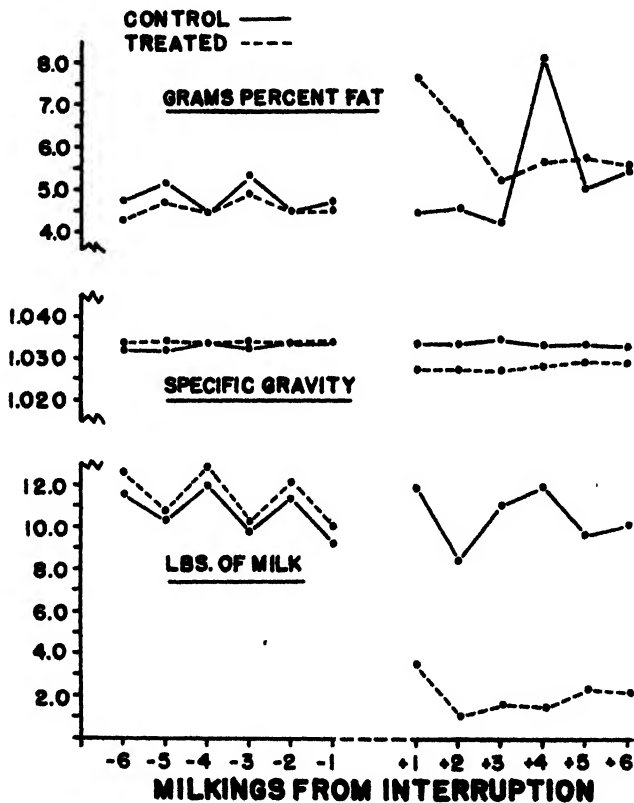 CONTROL
TREATED
GRAMS PERCENT FAT
8.0
7.0
6.0
5.0
4.0
1.040
1.030
1.020
SPECIFIC GRAVITY
12.0
10.0
8.0
6.0
4.0
2.0
LBS. OF MILK
-6 -5 -4 -3 -2 -1 +1 +2 +3 +4 +5 +6
MILKINGS FROM INTERRUPTION